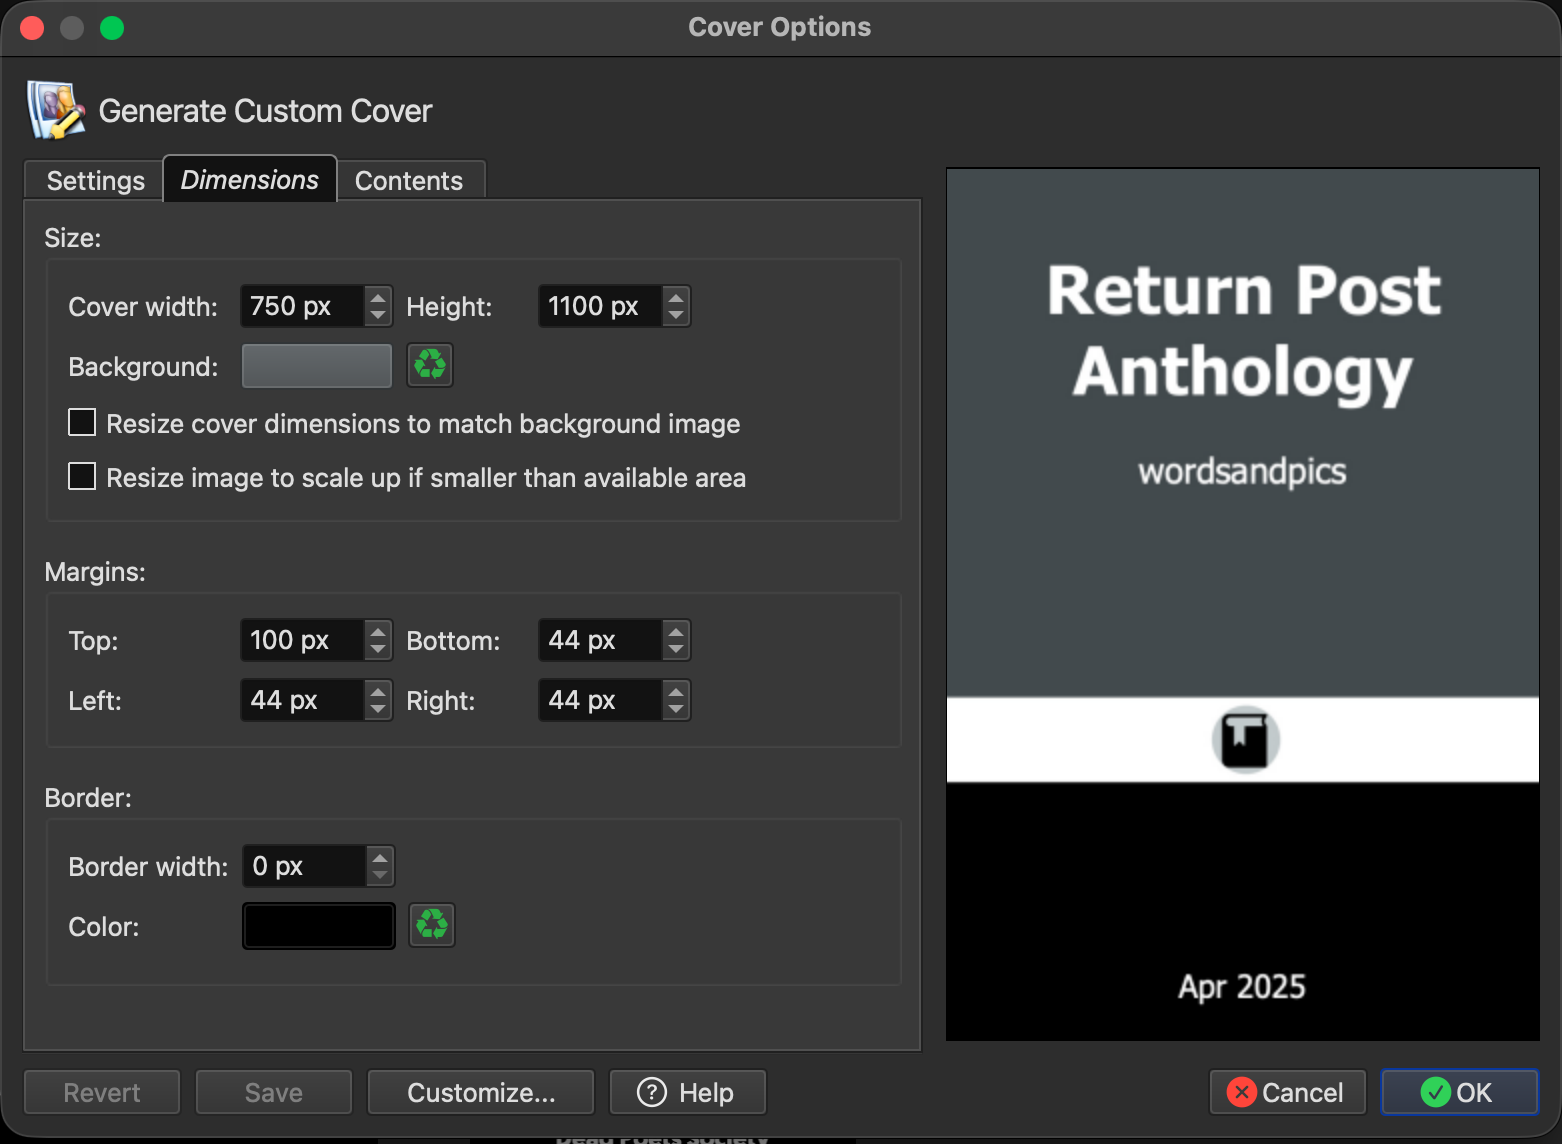 Cover Options
Generate Custom Cover
Settings Dimensions Contents
Size:
Cover width: 750 px Height: 1100 px
Background:
Resize cover dimensions to match background image
Resize image to scale up if smaller than available area
Margins:
Top: 100 px Bottom: 44 px
Left: 44 px Right: 44 px
Border:
Border width: 0 px
Color:
Return Post
Anthology
wordsandpics
Apr 2025
Revert Save Customize... ? Help Cancel OK
Dead Poets Society